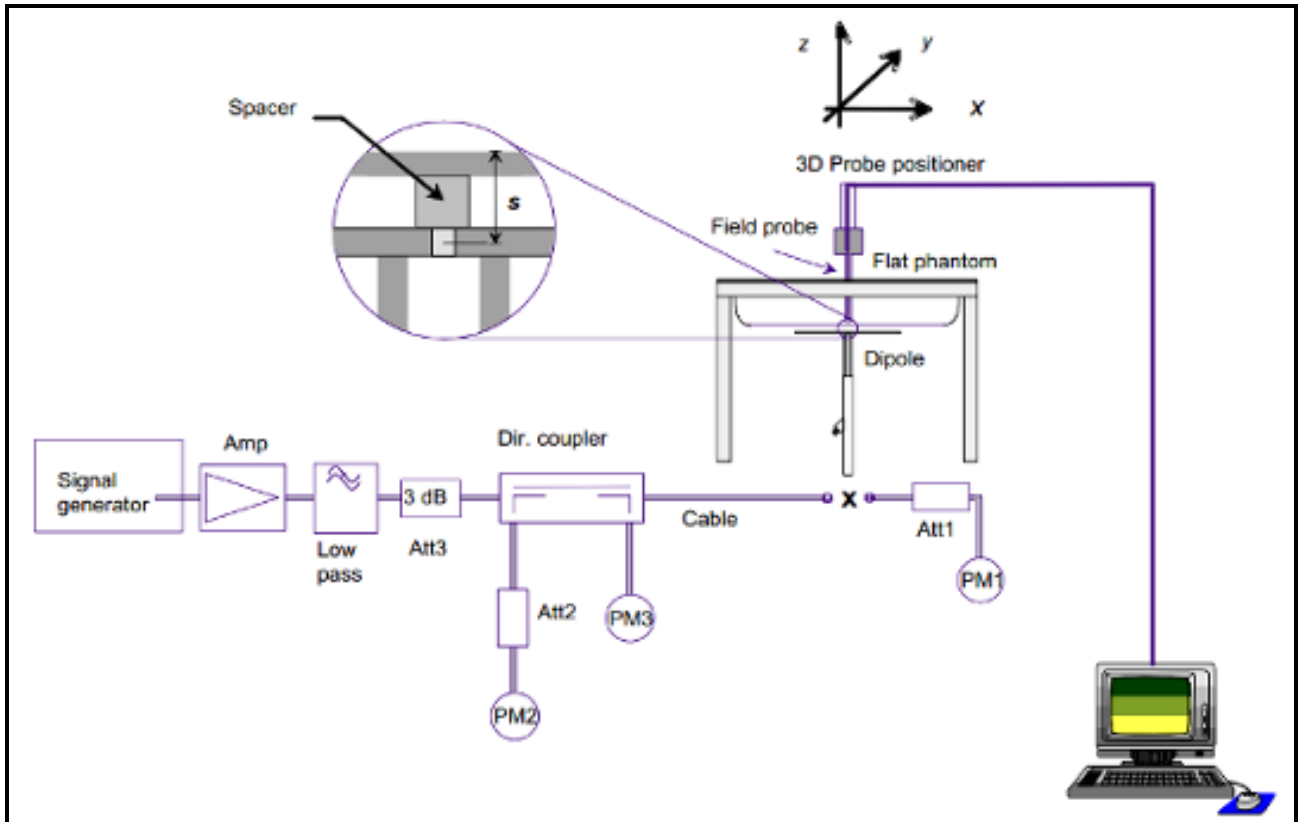 z
y
x
Spacer
s
3D Probe positioner
Field probe
Flat phantom
Dipole
Signal
generator
Amp
Low
pass
3 dB
Att3
Dir. coupler
Cable
X
Att1
PM1
Att2
PM3
PM2